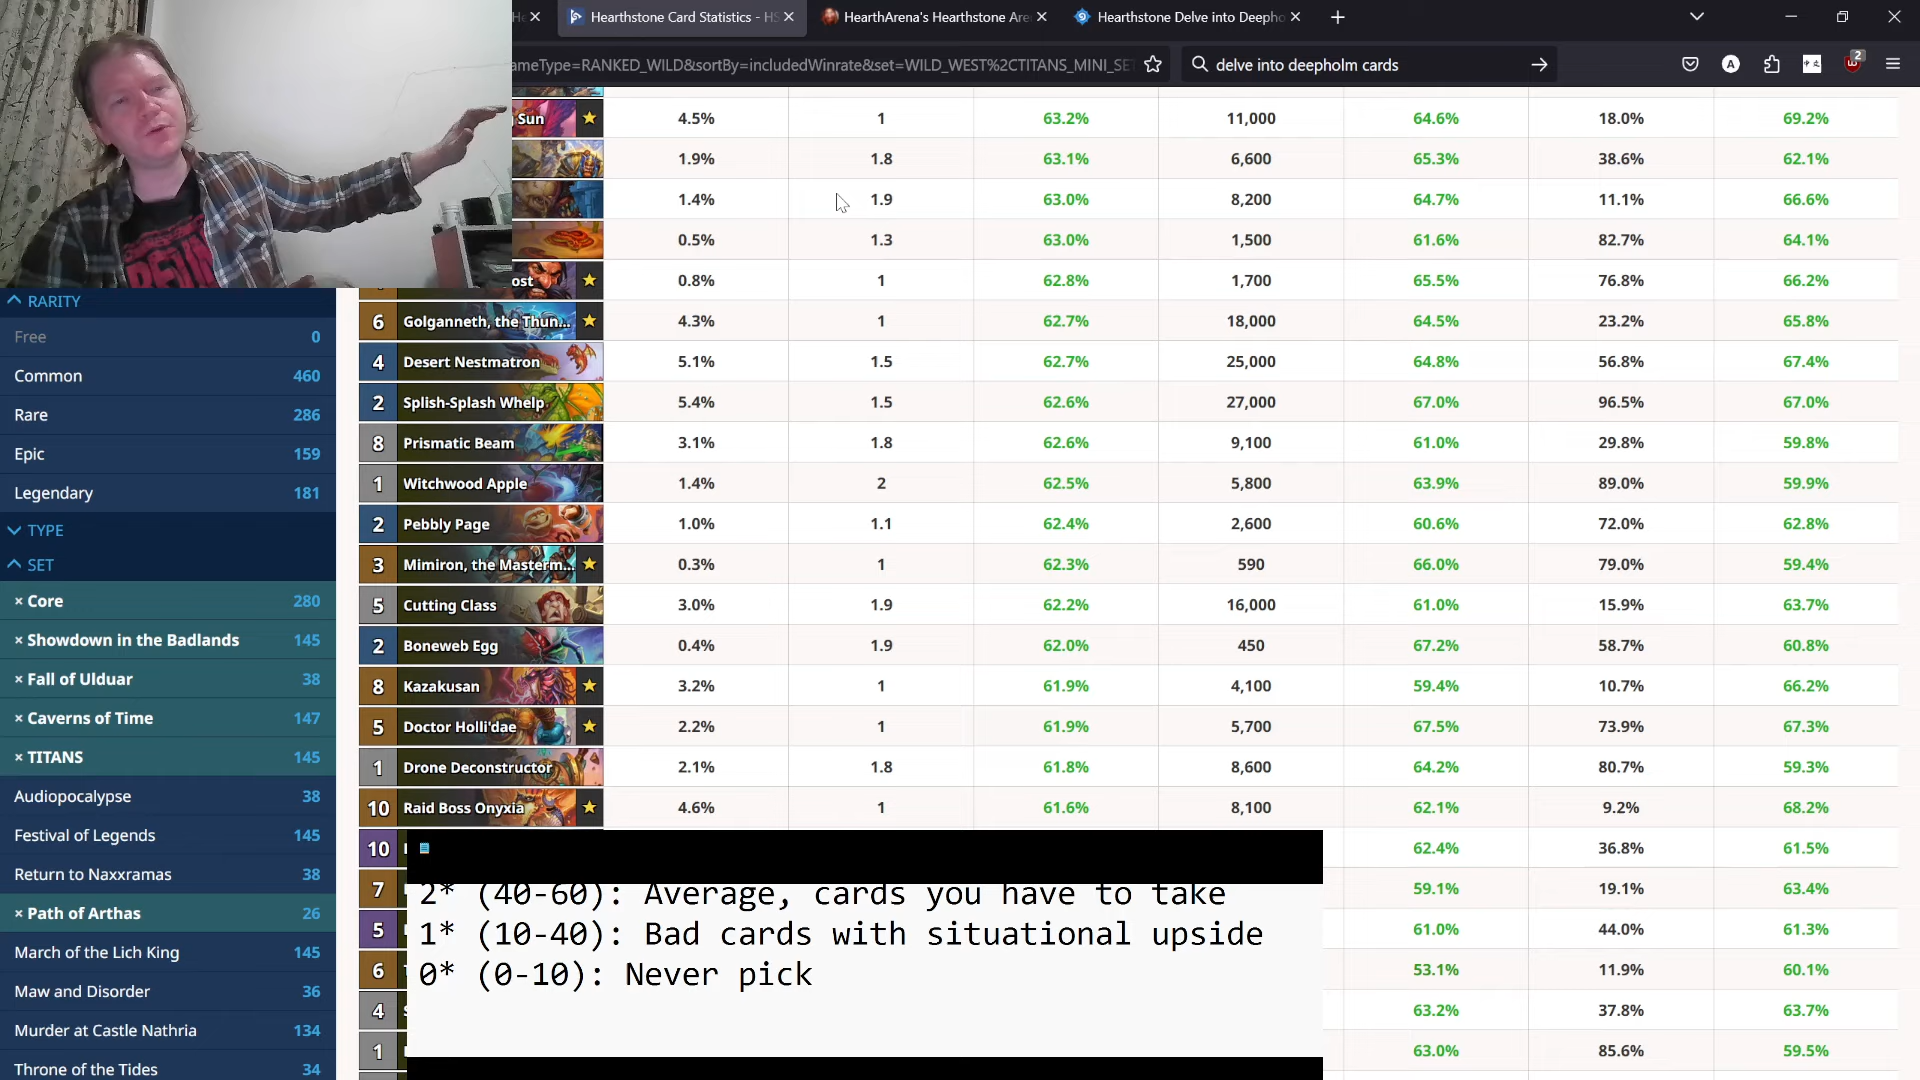 Hearthstone Card Statistics - HS
HearthArena's Hearthstone Are
Hearthstone Delve into Deepho
ameType=RANKED_WILD&sortBy=includedWinrate&set=WILD_WEST%2CTITANS_MINI_SE
delve into deepholm cards
A
2
RARITY
Free 0
Common 460
Rare 286
Epic 159
Legendary 181
TYPE
SET
× Core 280
× Showdown in the Badlands 145
× Fall of Ulduar 38
× Caverns of Time 147
× TITANS 145
Audiopocalypse 38
Festival of Legends 145
Return to Naxxramas 38
× Path of Arthas 26
March of the Lich King 145
Maw and Disorder 36
Murder at Castle Nathria 134
Throne of the Tides 34
Sun 4.5% 1 63.2% 11,000 64.6% 18.0% 69.2%
1.9% 1.8 63.1% 6,600 65.3% 38.6% 62.1%
1.4% 1.9 63.0% 8,200 64.7% 11.1% 66.6%
0.5% 1.3 63.0% 1,500 61.6% 82.7% 64.1%
ost 0.8% 1 62.8% 1,700 65.5% 76.8% 66.2%
6 Golganneth, the Thun... 4.3% 1 62.7% 18,000 64.5% 23.2% 65.8%
4 Desert Nestmatron 5.1% 1.5 62.7% 25,000 64.8% 56.8% 67.4%
2 Splish-Splash Whelp 5.4% 1.5 62.6% 27,000 67.0% 96.5% 67.0%
8 Prismatic Beam 3.1% 1.8 62.6% 9,100 61.0% 29.8% 59.8%
1 Witchwood Apple 1.4% 2 62.5% 5,800 63.9% 89.0% 59.9%
2 Pebbly Page 1.0% 1.1 62.4% 2,600 60.6% 72.0% 62.8%
3 Mimiron, the Masterm... 0.3% 1 62.3% 590 66.0% 79.0% 59.4%
5 Cutting Class 3.0% 1.9 62.2% 16,000 61.0% 15.9% 63.7%
2 Boneweb Egg 0.4% 1.9 62.0% 450 67.2% 58.7% 60.8%
8 Kazakusan 3.2% 1 61.9% 4,100 59.4% 10.7% 66.2%
5 Doctor Holli'dae 2.2% 1 61.9% 5,700 67.5% 73.9% 67.3%
1 Drone Deconstructor 2.1% 1.8 61.8% 8,600 64.2% 80.7% 59.3%
10 Raid Boss Onyxia 4.6% 1 61.6% 8,100 62.1% 9.2% 68.2%
10 62.4% 36.8% 61.5%
7 59.1% 19.1% 63.4%
5 61.0% 44.0% 61.3%
6 53.1% 11.9% 60.1%
4 63.2% 37.8% 63.7%
1 63.0% 85.6% 59.5%
2* (40-60): Average, cards you have to take
1* (10-40): Bad cards with situational upside
0* (0-10): Never pick